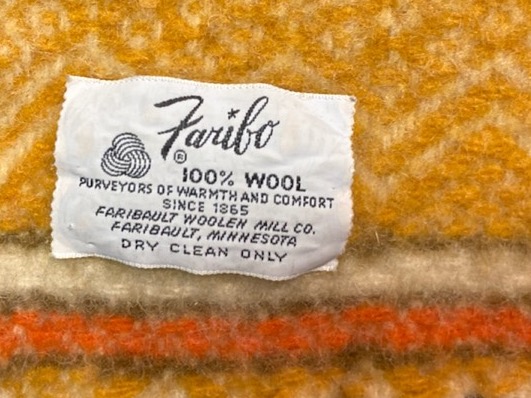 Faribo
®
100% WOOL
PURVEYORS OF WARMTH AND COMFORT
SINCE 1865
FARIBAULT WOOLEN MILL CO.
FARIBAULT, MINNESOTA
DRY CLEAN ONLY